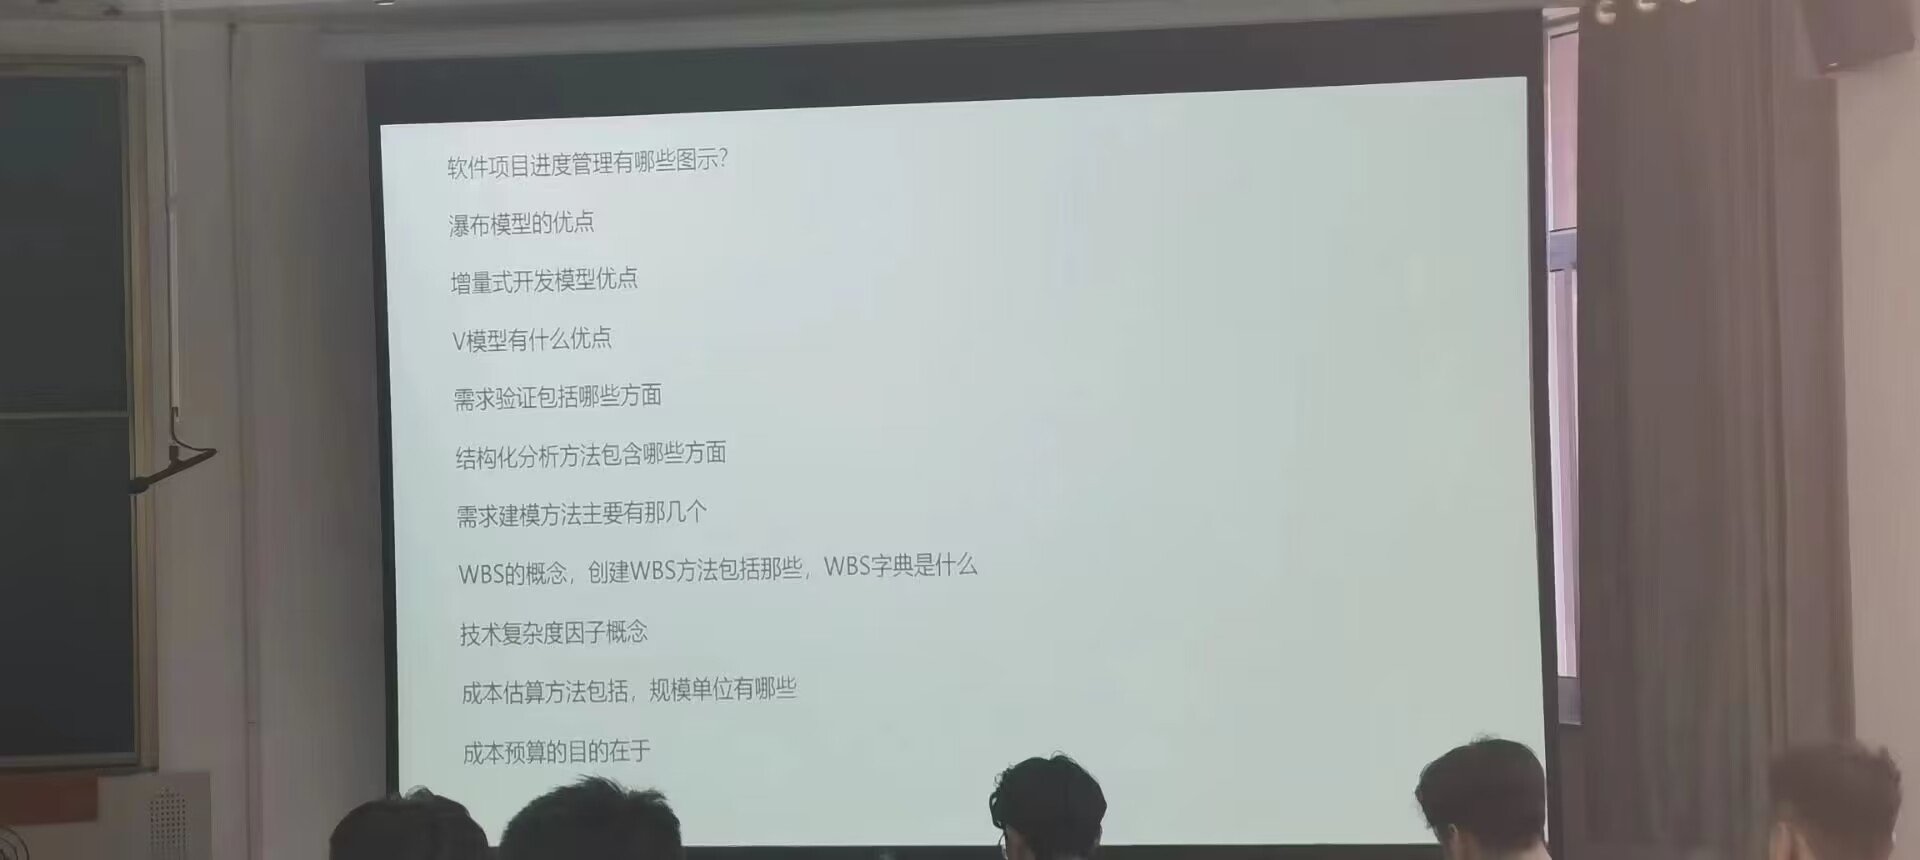 软件项目进度管理有哪些图示?
瀑布模型的优点
增量式开发模型优点
V模型有什么优点
需求验证包括哪些方面
结构化分析方法包含哪些方面
需求建模方法主要有那几个
WBS的概念，创建WBS方法包括那些，WBS字典是什么
技术复杂度因子概念
成本估算方法包括，规模单位有哪些
成本预算的目的在于